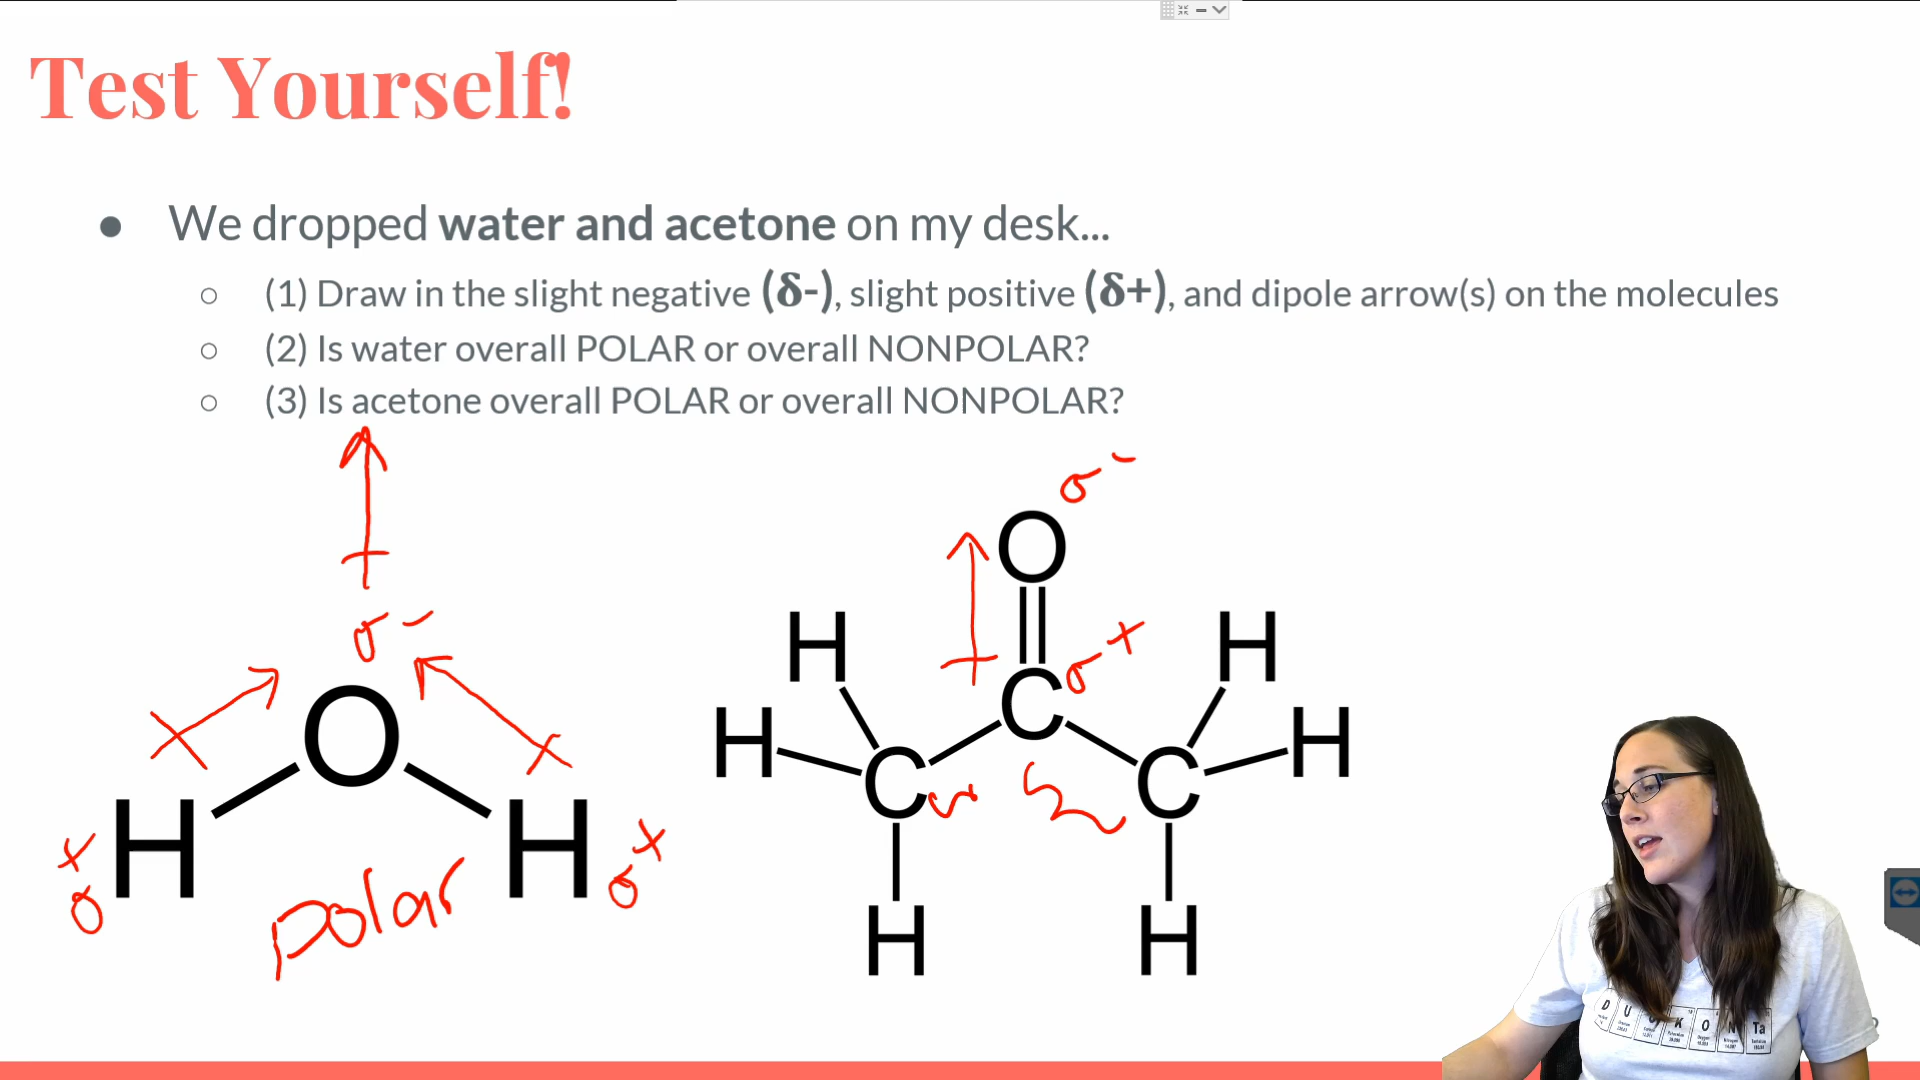 Test Yourself!
● We dropped water and acetone on my desk...
○ (1) Draw in the slight negative (δ-), slight positive (δ+), and dipole arrow(s) on the molecules
○ (2) Is water overall POLAR or overall NONPOLAR?
○ (3) Is acetone overall POLAR or overall NONPOLAR?
σ -
O
σ -
H
H
σ +
O
H
H
C
C
C
H
H
+
σ
H
H
σ +
polar
H
H
D U C K O N Ta